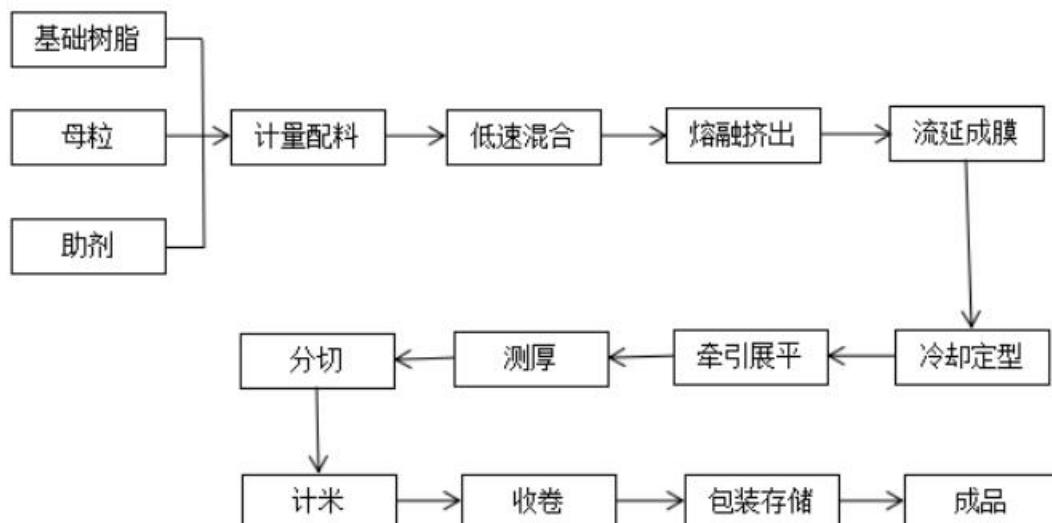 基础树脂
母粒
计量配料
低速混合
熔融挤出
流延成膜
助剂
分切
测厚
牵引展平
冷却定型
计米
收卷
包装存储
成品